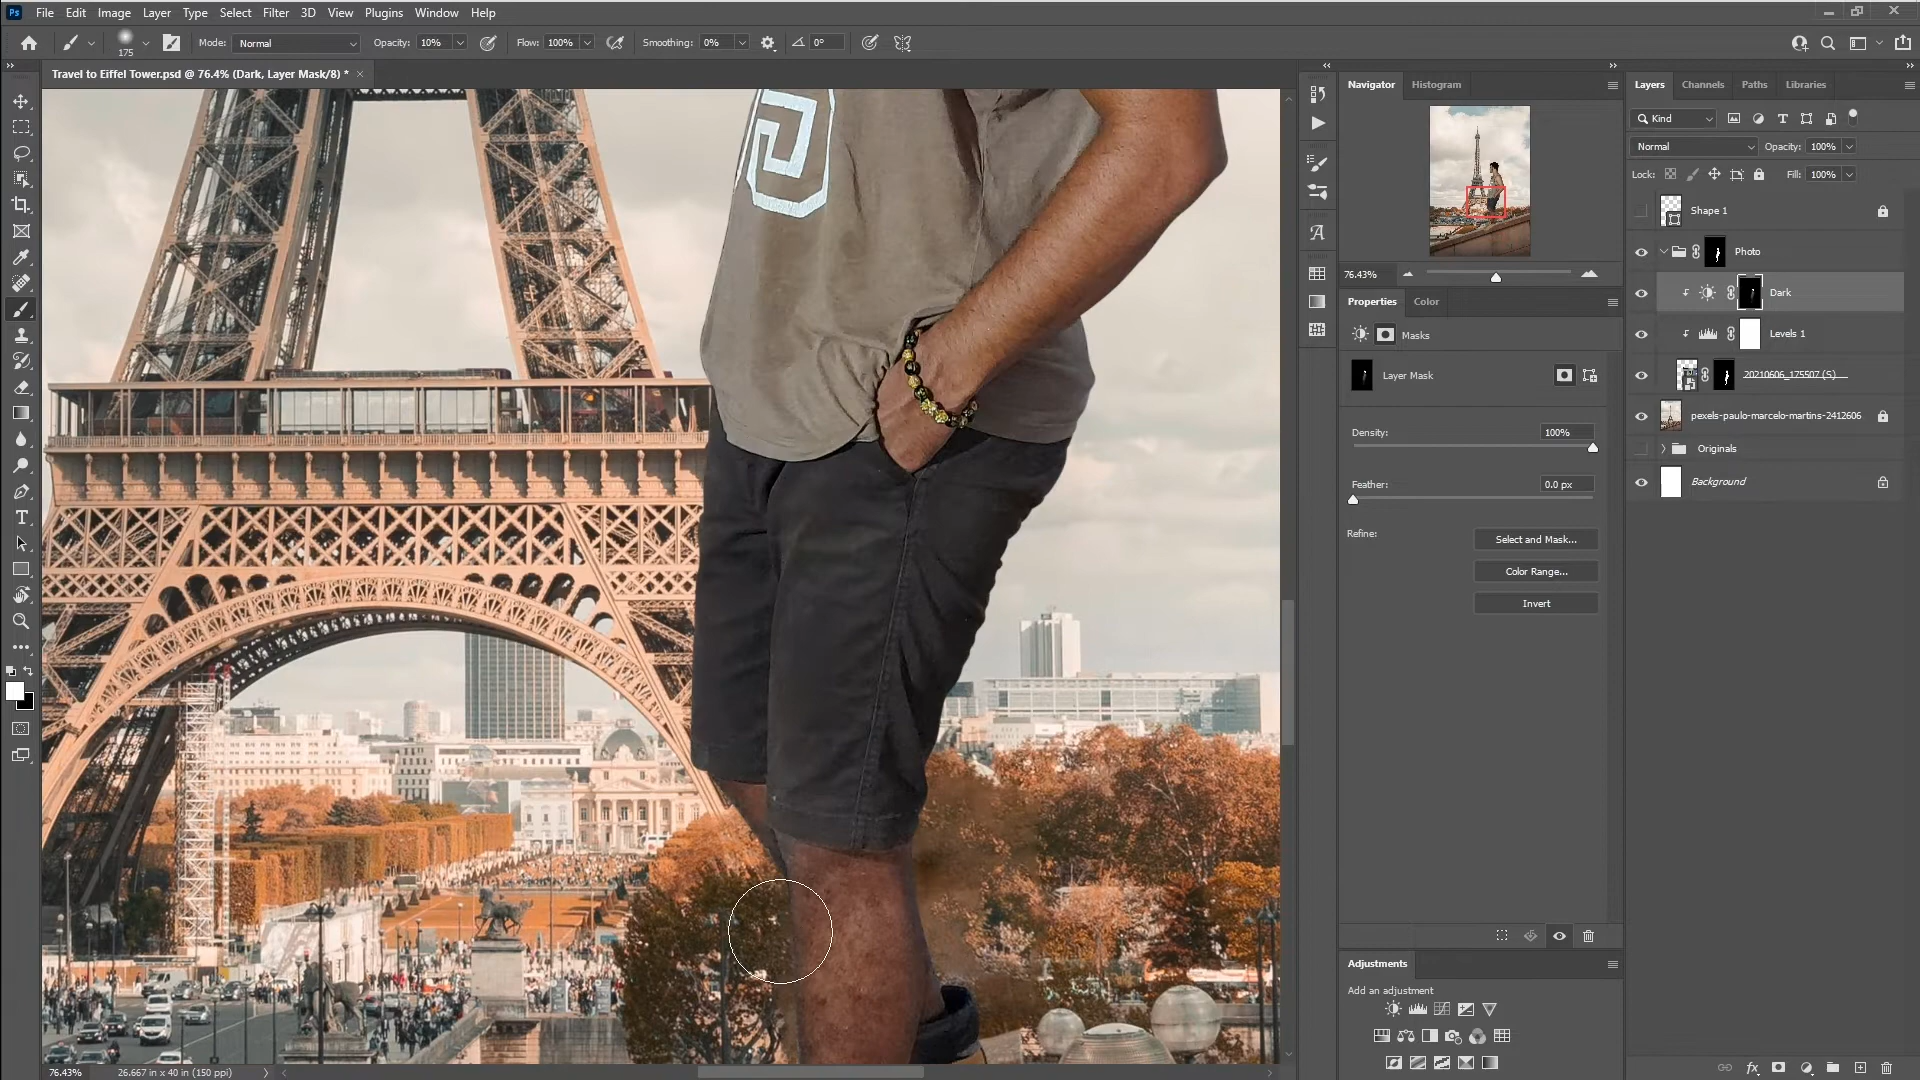 Ps File Edit Image Layer Type Select Filter 3D View Plugins Window Help
175 Mode: Normal Opacity: 10% Flow: 100% Smoothing: 0% 0°
Travel to Eiffel Tower.psd @ 76.4% (Dark, Layer Mask/8) *
Navigator Histogram
76.43%
Properties Color
Masks
Layer Mask
Density: 100%
Feather: 0.0 px
Refine: Select and Mask...
Color Range...
Invert
Adjustments
Add an adjustment
Layers Channels Paths Libraries
Kind
Normal Opacity: 100%
Lock: Fill: 100%
Shape 1
Photo
Dark
Levels 1
20210606_175507 (S)
pexels-paulo-marcelo-martins-2412606
Originals
Background
fx
76.43% 26.667 in x 40 in (150 ppi)